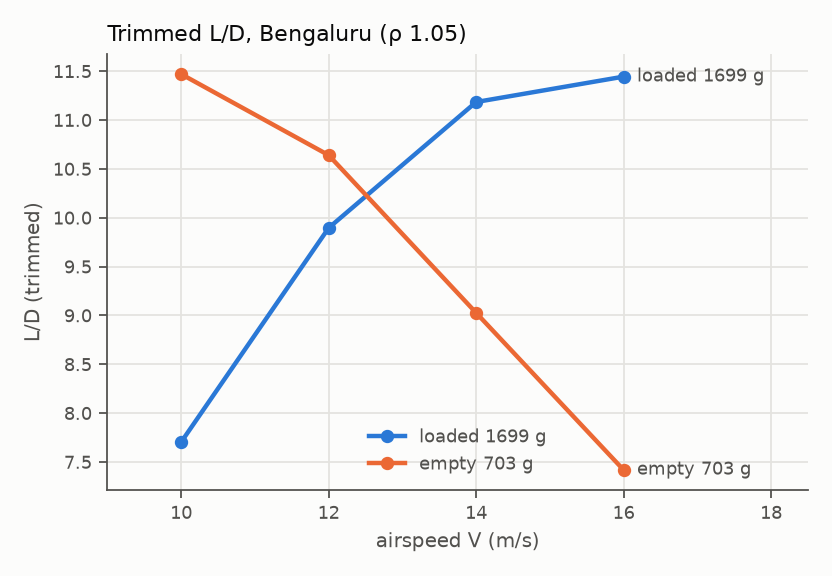 Trimmed L/D, Bengaluru (ρ 1.05)
L/D (trimmed)
11.5
11.0
10.5
10.0
9.5
9.0
8.5
8.0
7.5
loaded 1699 g
empty 703 g
loaded 1699 g
empty 703 g
10 12 14 16 18
airspeed V (m/s)